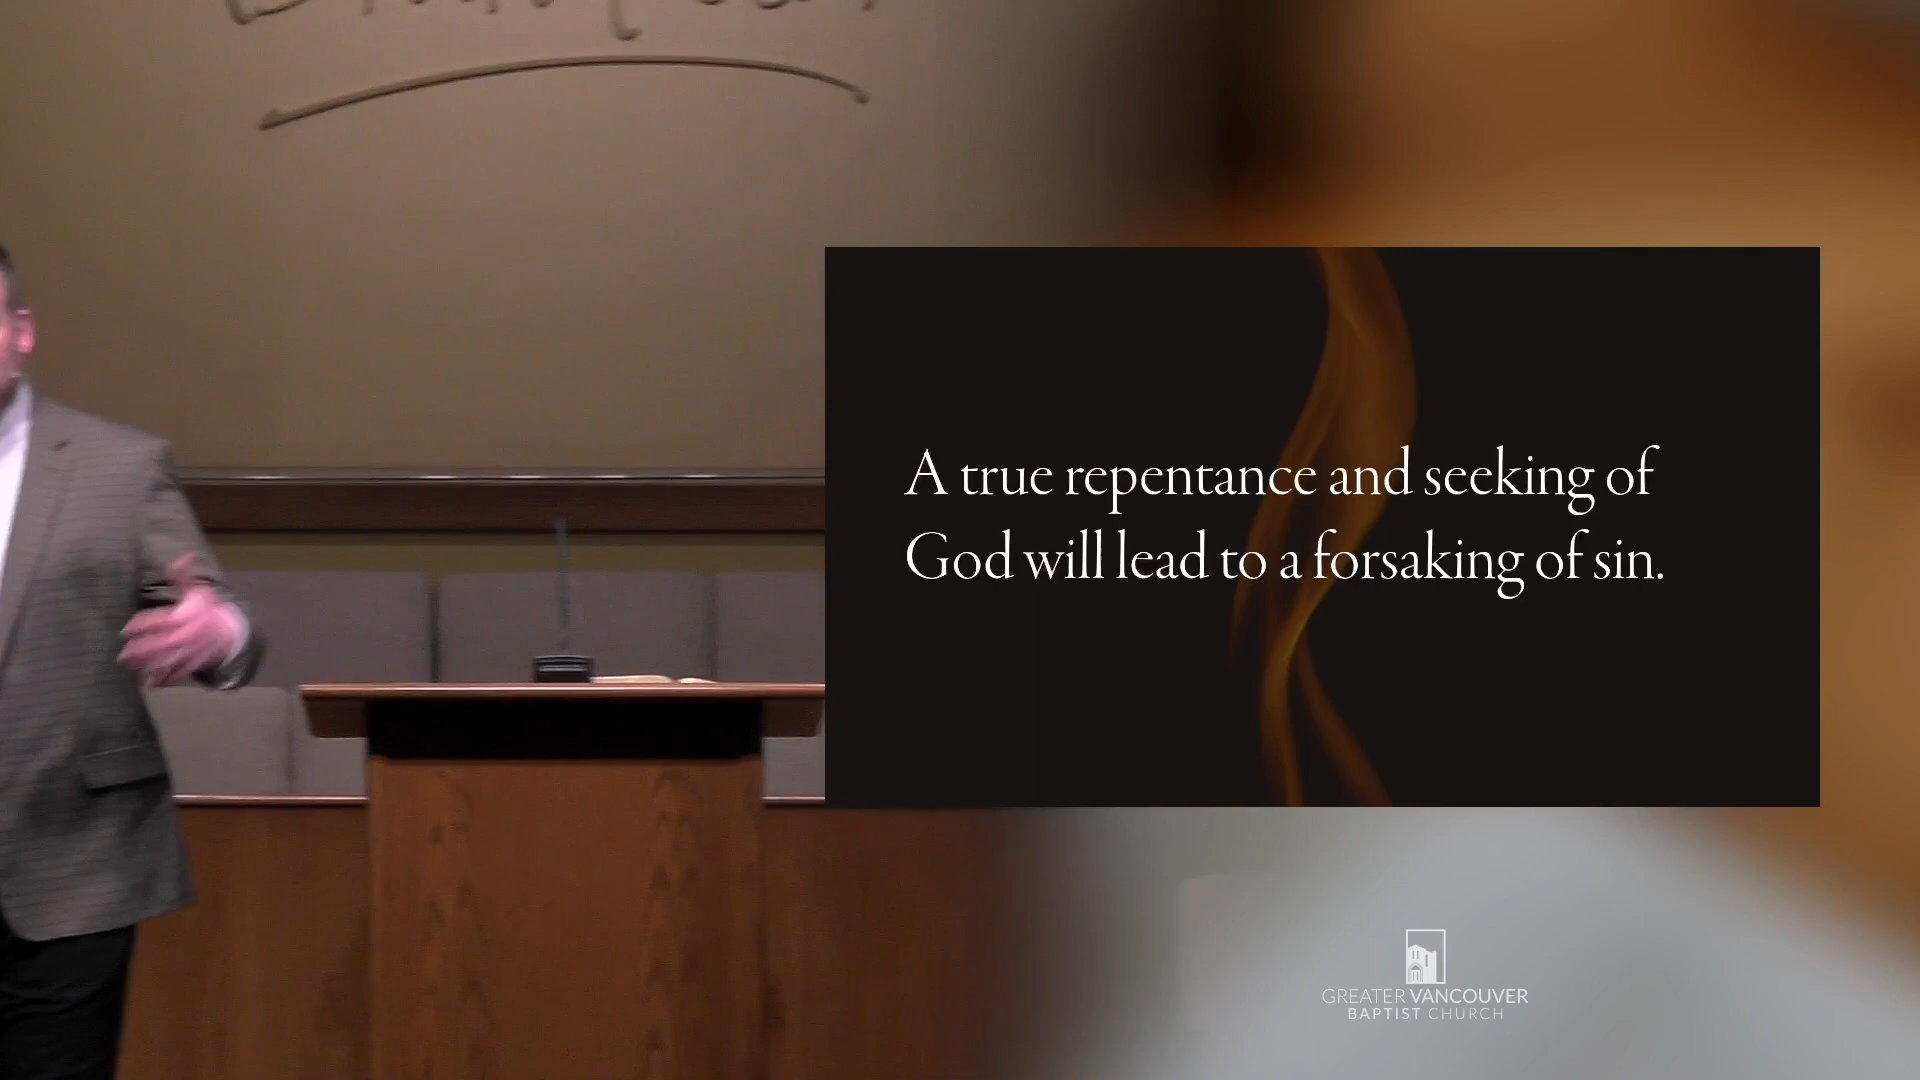 A true repentance and seeking of
God will lead to a forsaking of sin.
GREATER VANCOUVER
BAPTIST CHURCH